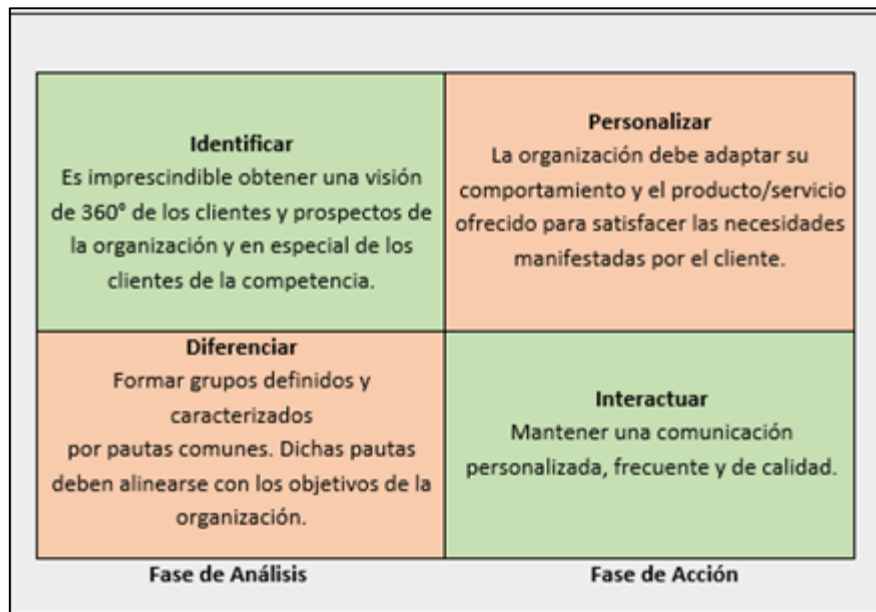 Identificar
Es imprescindible obtener una visión
de 360° de los clientes y prospectos de
la organización y en especial de los
clientes de la competencia.
Personalizar
La organización debe adaptar su
comportamiento y el producto/servicio
ofrecido para satisfacer las necesidades
manifestadas por el cliente.
Diferenciar
Formar grupos definidos y
caracterizados
por pautas comunes. Dichas pautas
deben alinearse con los objetivos de la
organización.
Interactuar
Mantener una comunicación
personalizada, frecuente y de calidad.
Fase de Análisis
Fase de Acción